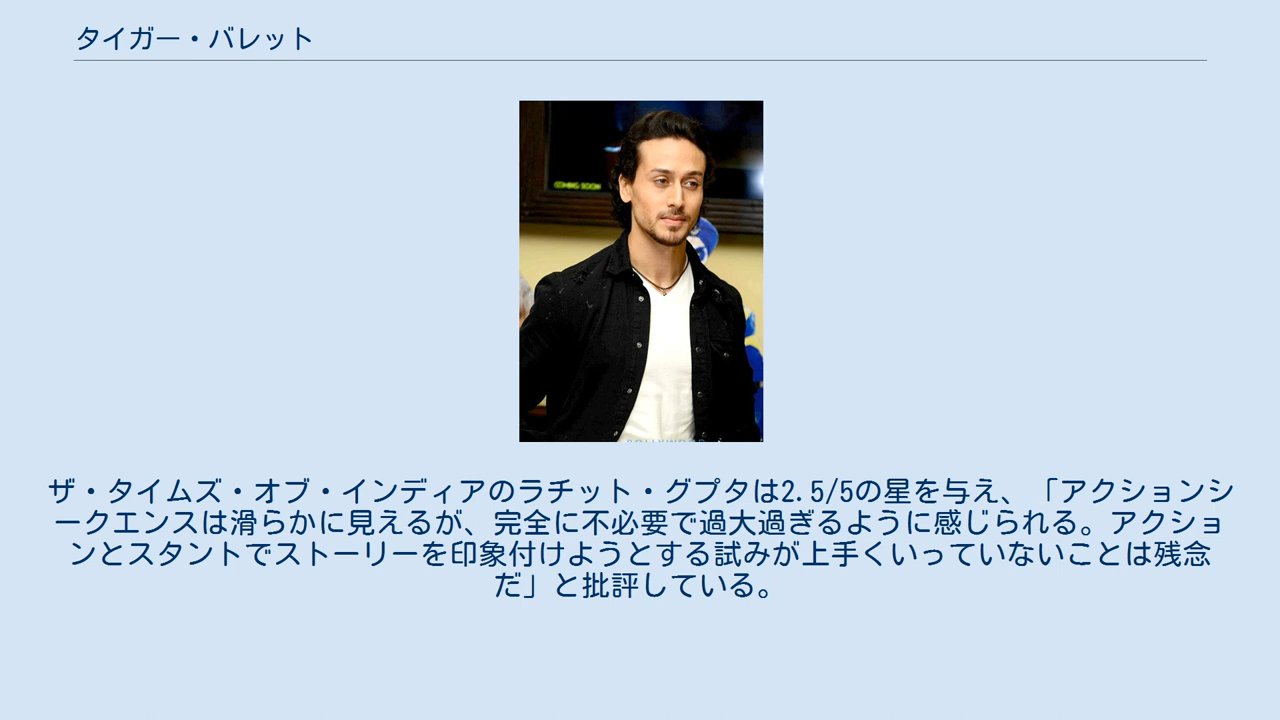 タイガー・バレット
COMING SOON
ザ・タイムズ・オブ・インディアのラチット・グプタは2.5/5の星を与え、「アクションシ
ークエンスは滑らかに見えるが、完全に不必要で過大過ぎるように感じられる。アクショ
ンとスタントでストーリーを印象付けようとする試みが上手くいっていないことは残念
だ」と批評している。